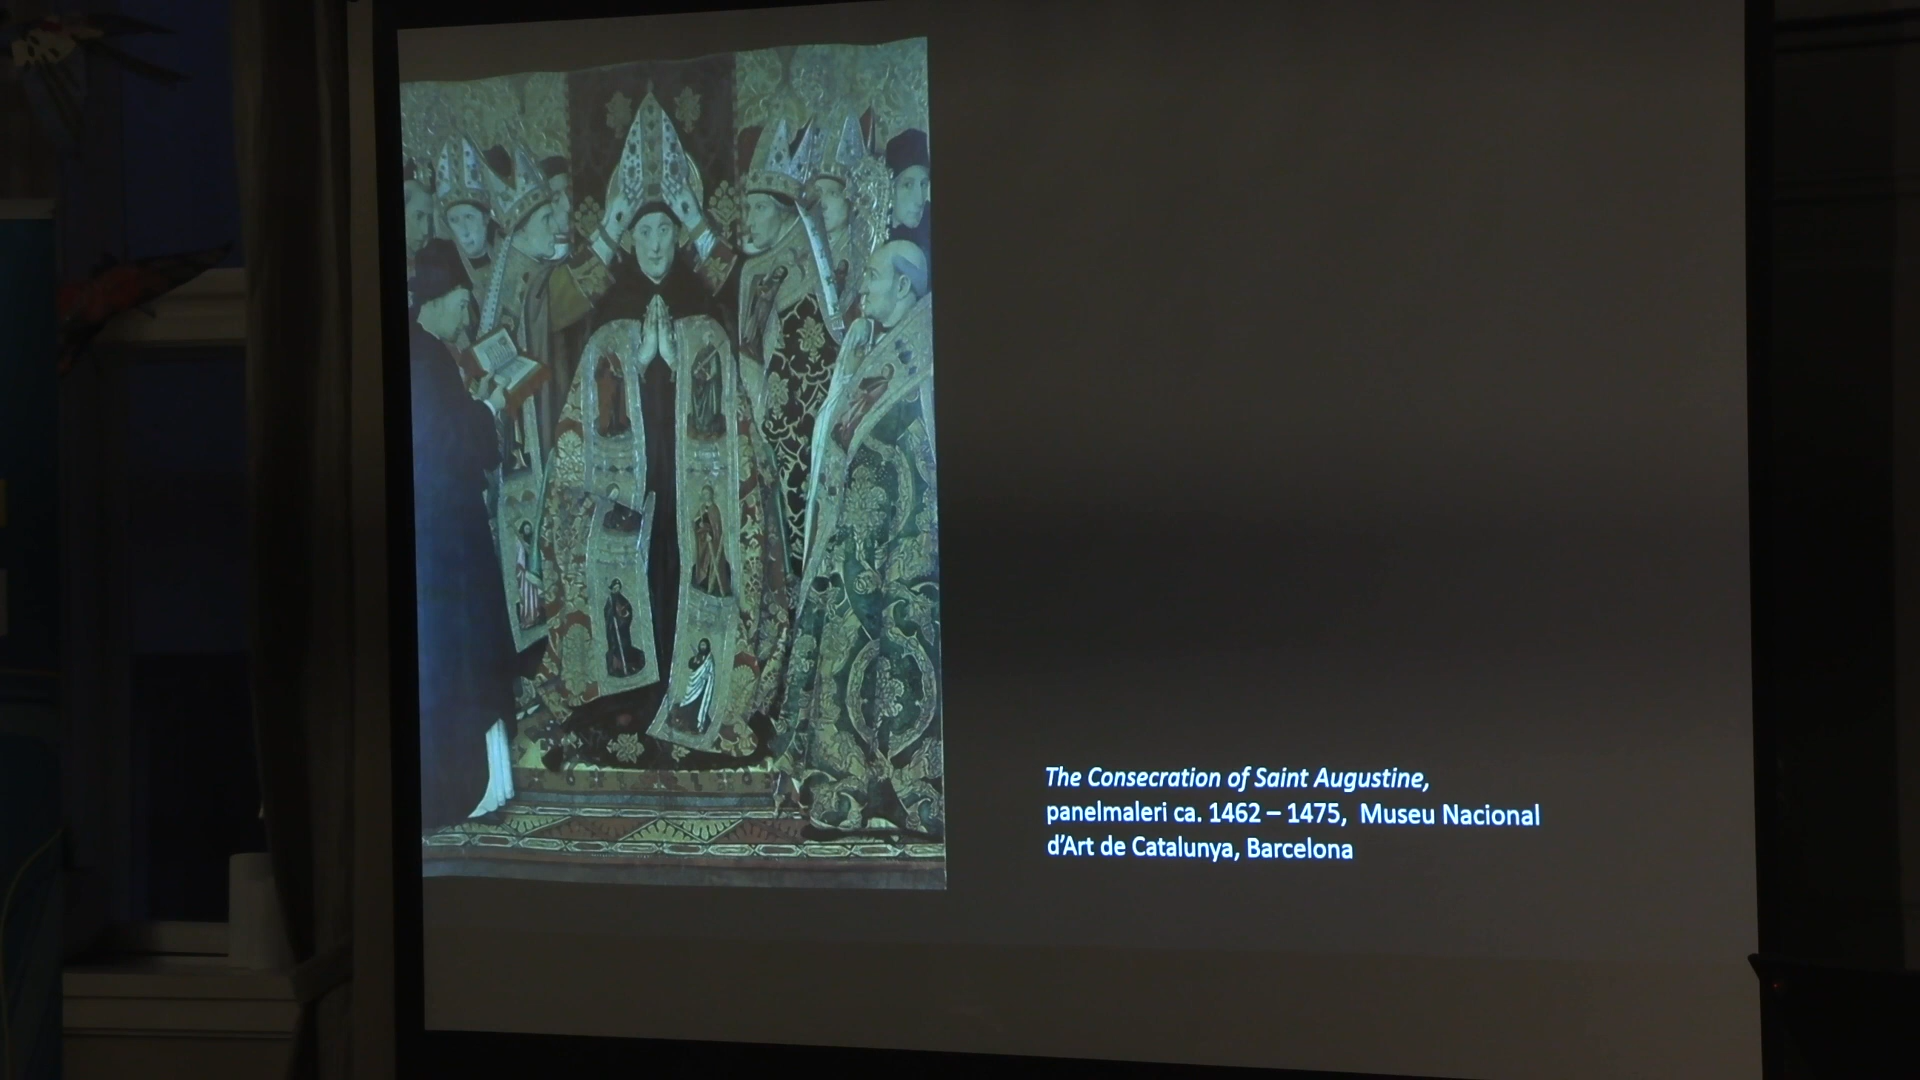 The Consecration of Saint Augustine,
panelmaleri ca. 1462 – 1475, Museu Nacional
d'Art de Catalunya, Barcelona